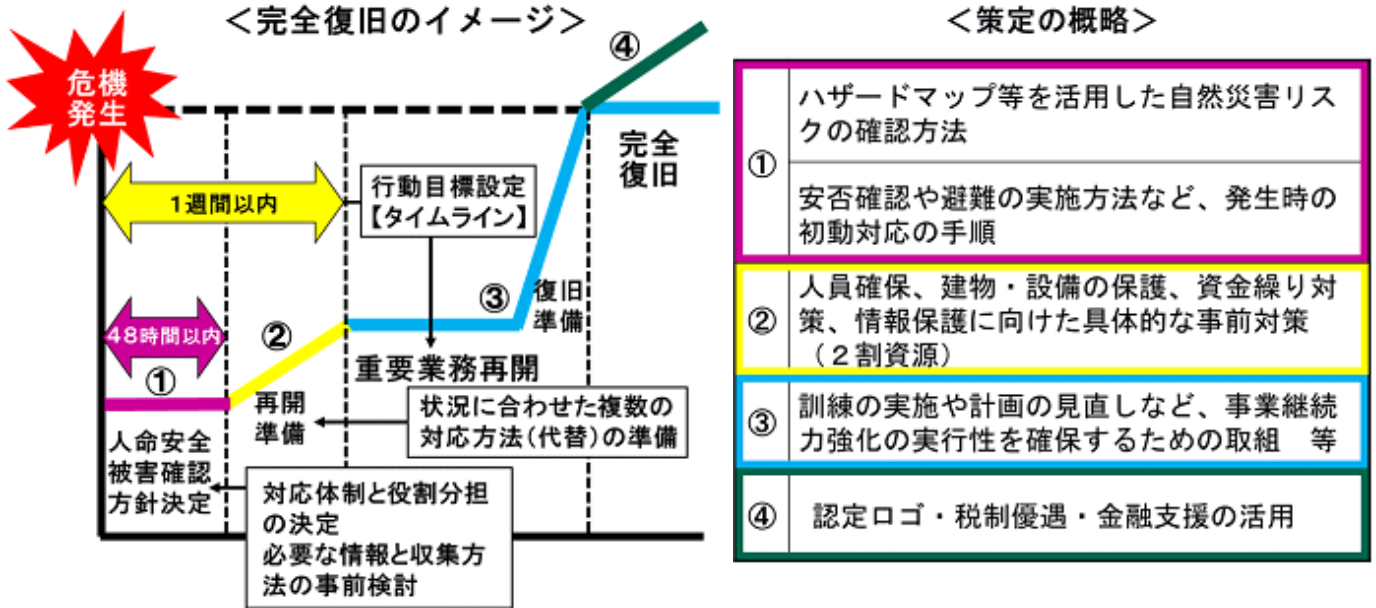 ＜完全復旧のイメージ＞
危機
発生
④
完全
復旧
1週間以内
行動目標設定
【タイムライン】
③
復旧
準備
48時間以内
②
①
重要業務再開
再開
準備
状況に合わせた複数の
対応方法（代替）の準備
人命安全
被害確認
方針決定
対応体制と役割分担
の決定
必要な情報と収集方
法の事前検討
＜策定の概略＞
①
ハザードマップ等を活用した自然災害リス
クの確認方法
安否確認や避難の実施方法など、発生時の
初動対応の手順
②
人員確保、建物・設備の保護、資金繰り対
策、情報保護に向けた具体的な事前対策
（２割資源）
③
訓練の実施や計画の見直しなど、事業継続
力強化の実行性を確保するための取組　等
④
認定ロゴ・税制優遇・金融支援の活用